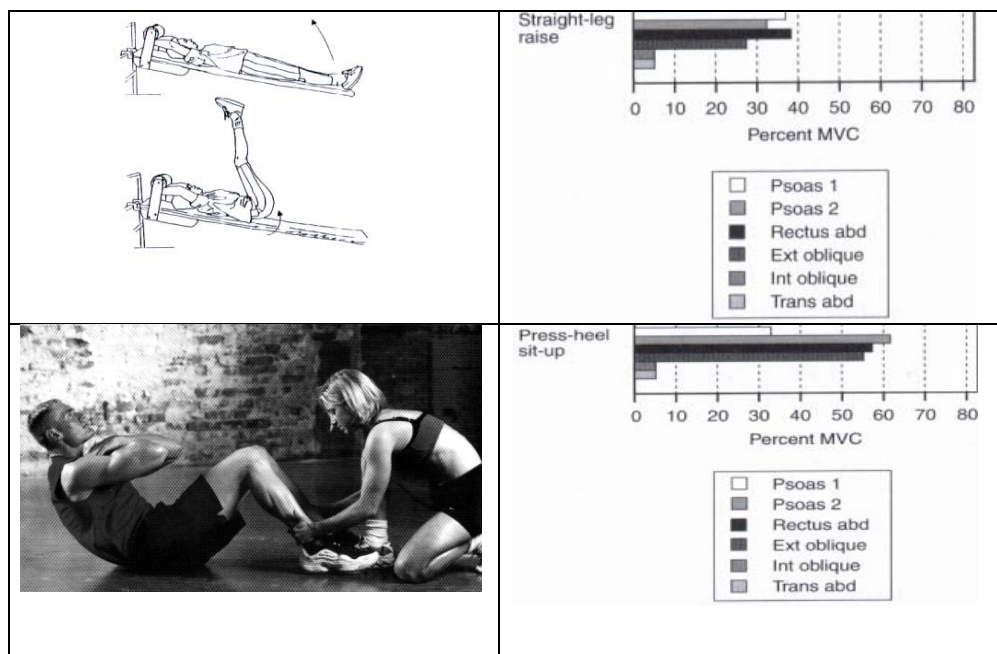 Straight-leg
raise
0 10 20 30 40 50 60 70 80
Percent MVC
Psoas 1
Psoas 2
Rectus abd
Ext oblique
Int oblique
Trans abd
Press-heel
sit-up
0 10 20 30 40 50 60 70 80
Percent MVC
Psoas 1
Psoas 2
Rectus abd
Ext oblique
Int oblique
Trans abd